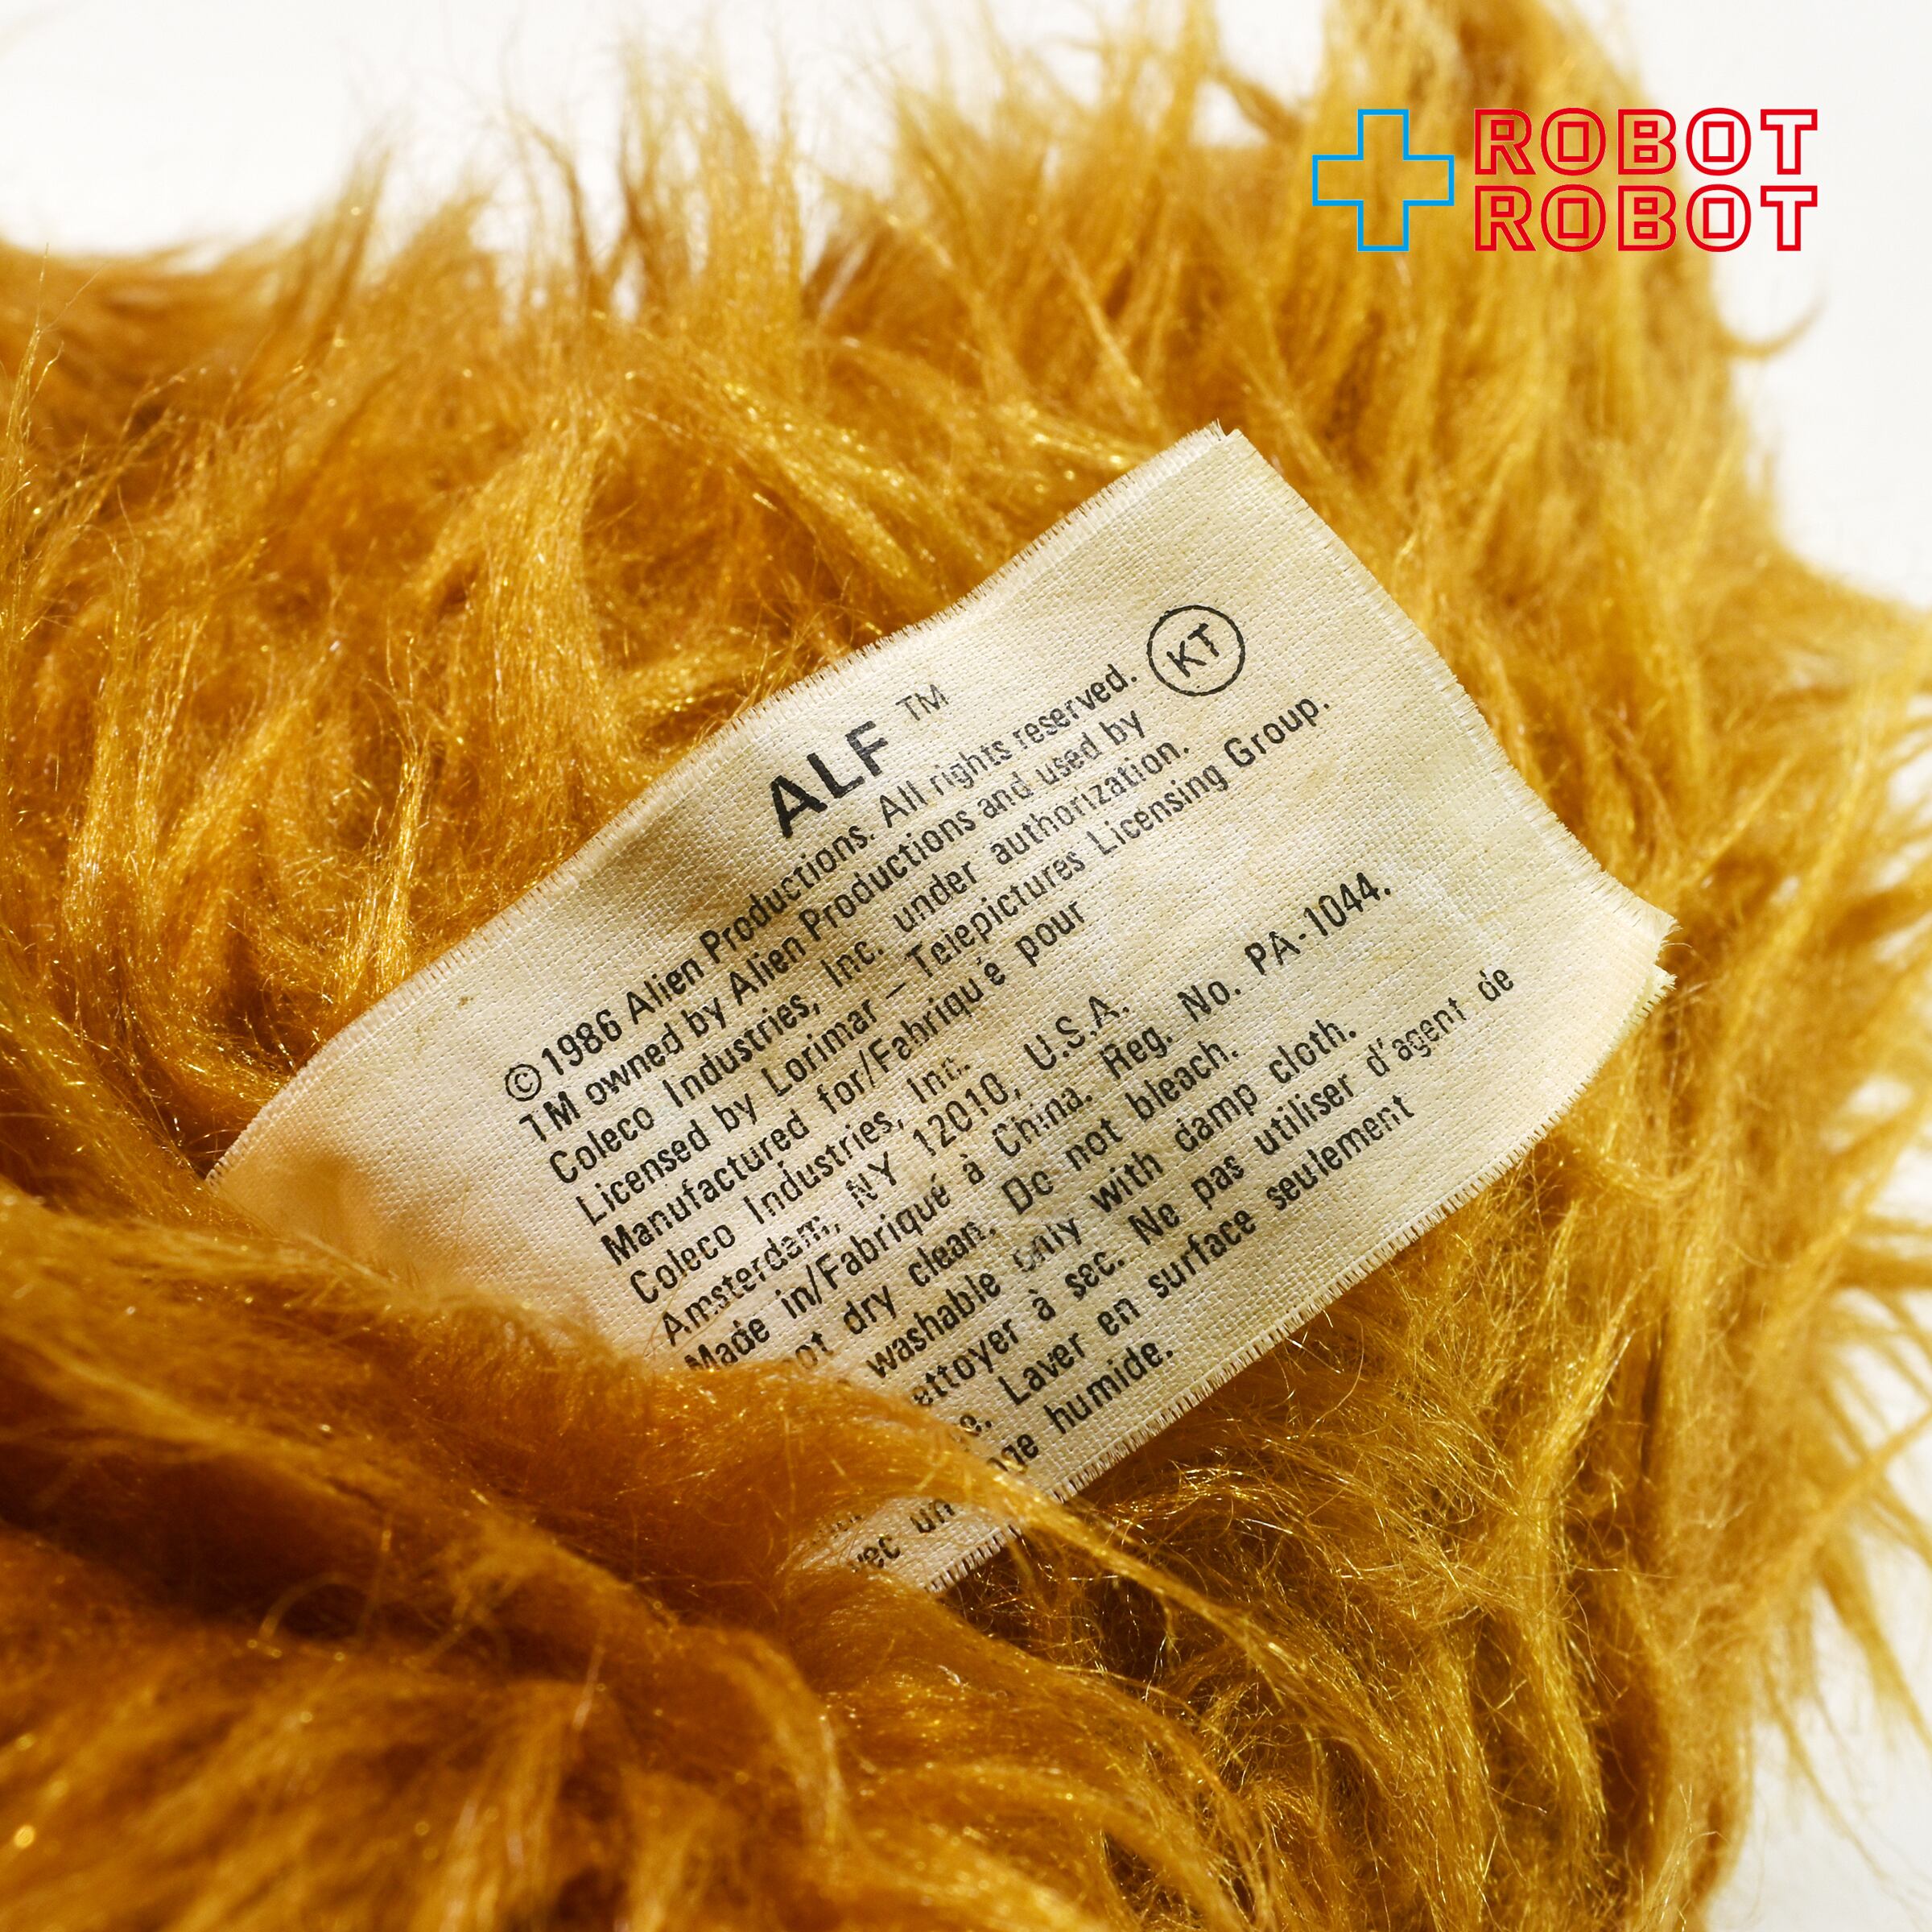 ROBOT
ROBOT
ALF ™
© 1986 Alien Productions. All rights reserved. KT
TM owned by Alien Productions and used by
Coleco Industries, Inc. under authorization.
Licensed by Lorimar – Telepictures Licensing Group.
Manufactured for/Fabriqu é pour
Coleco Industries, Inc.
Amsterdam, NY 12010, U.S.A.
Made in/Fabriqué à China. Reg. No. PA-1044.
dry clean. Do not bleach.
washable only with damp cloth.
à sec. Ne pas utiliser d'agent de
Laver en surface seulement
humide.